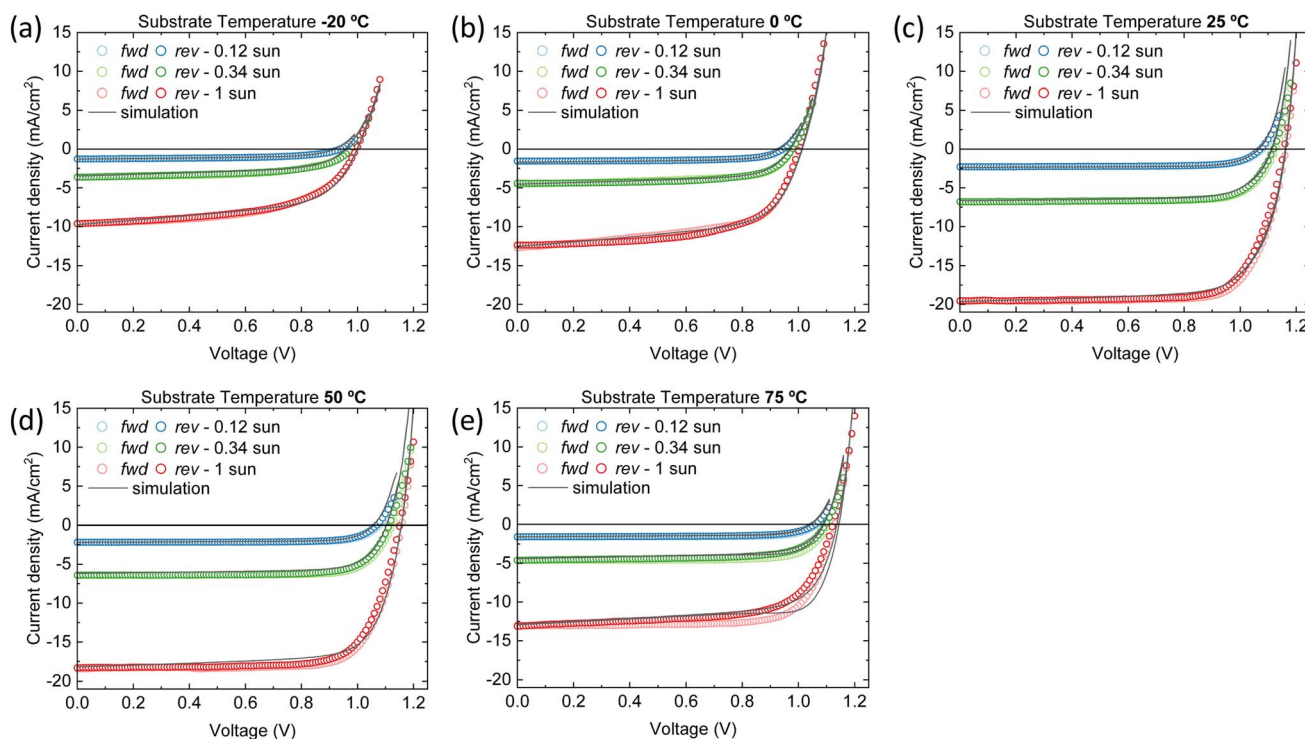 (a)
Substrate Temperature -20 ºC
15
10
5
0
-5
-10
-15
-20
Current density (mA/cm²)
fwd rev - 0.12 sun
fwd rev - 0.34 sun
fwd rev - 1 sun
simulation
0.0 0.2 0.4 0.6 0.8 1.0 1.2
Voltage (V)
(b)
Substrate Temperature 0 ºC
15
10
5
0
-5
-10
-15
-20
Current density (mA/cm²)
fwd rev - 0.12 sun
fwd rev - 0.34 sun
fwd rev - 1 sun
simulation
0.0 0.2 0.4 0.6 0.8 1.0 1.2
Voltage (V)
(c)
Substrate Temperature 25 ºC
15
10
5
0
-5
-10
-15
-20
Current density (mA/cm²)
fwd rev - 0.12 sun
fwd rev - 0.34 sun
fwd rev - 1 sun
simulation
0.0 0.2 0.4 0.6 0.8 1.0 1.2
Voltage (V)
(d)
Substrate Temperature 50 ºC
15
10
5
0
-5
-10
-15
-20
Current density (mA/cm²)
fwd rev - 0.12 sun
fwd rev - 0.34 sun
fwd rev - 1 sun
simulation
0.0 0.2 0.4 0.6 0.8 1.0 1.2
Voltage (V)
(e)
Substrate Temperature 75 ºC
15
10
5
0
-5
-10
-15
-20
Current density (mA/cm²)
fwd rev - 0.12 sun
fwd rev - 0.34 sun
fwd rev - 1 sun
simulation
0.0 0.2 0.4 0.6 0.8 1.0 1.2
Voltage (V)